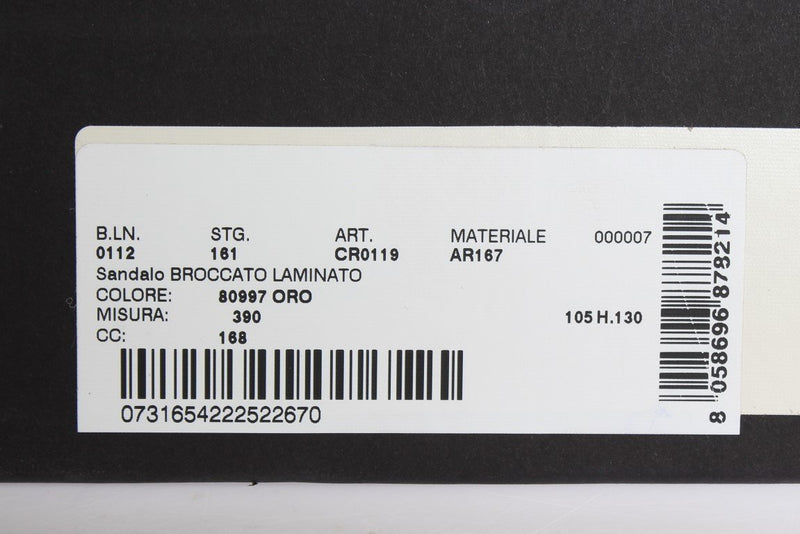 B.LN. STG. ART. MATERIALE 000007
0112 161 CR0119 AR167
Sandalo BROCCATO LAMINATO
COLORE: 80997 ORO
MISURA: 390 105 H.130
CC: 168
0731654222522670
8 058696 878214